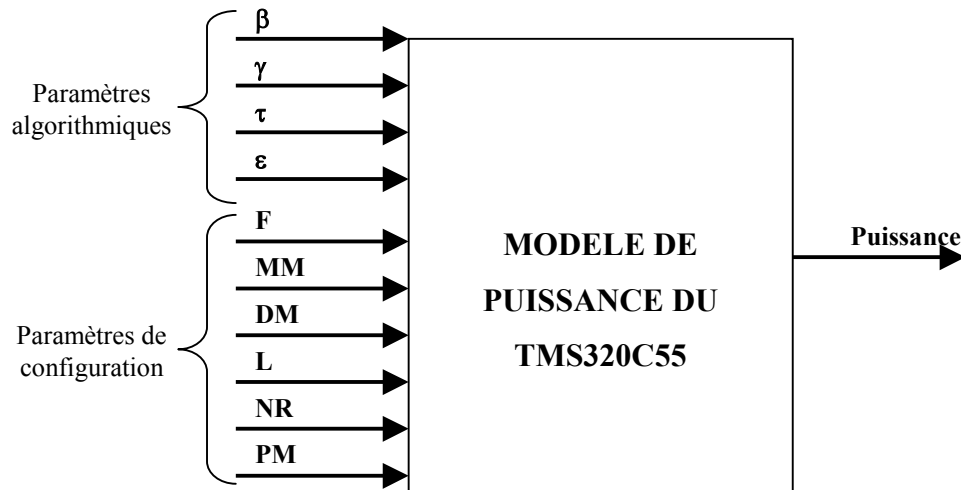 β
γ
τ
ε
Paramètres
algorithmiques
F
MM
DM
L
NR
PM
Paramètres de
configuration
MODELE DE
PUISSANCE DU
TMS320C55
Puissance